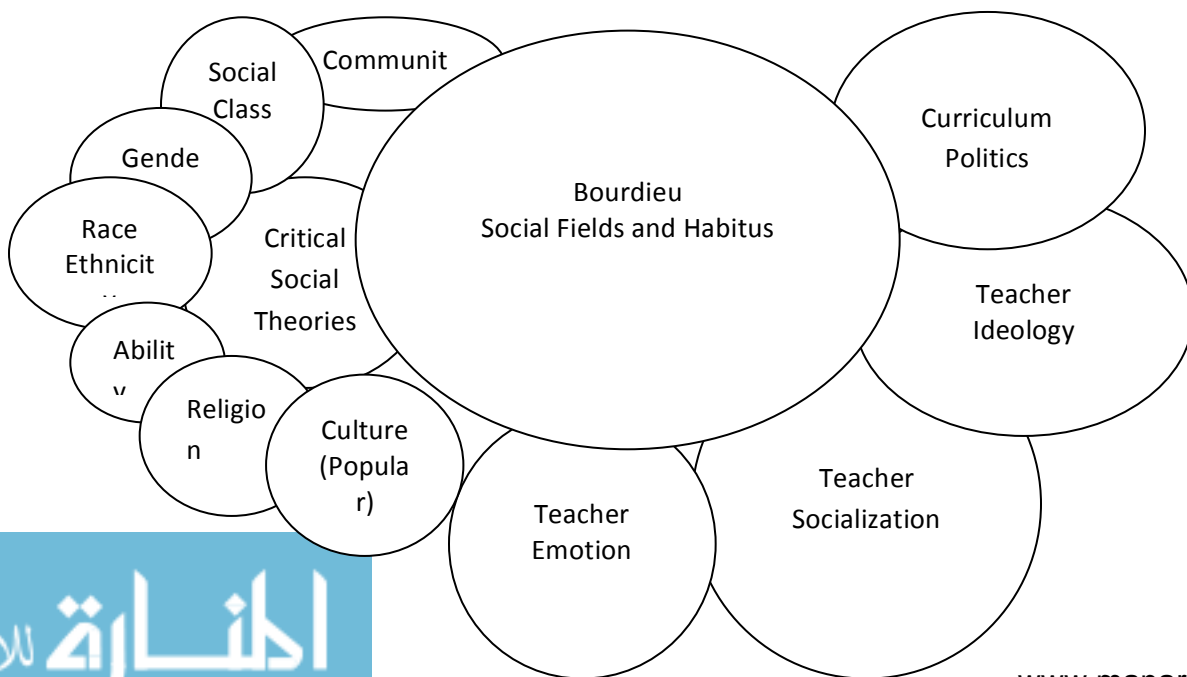 Communit
Social
Class
Gende
Race
Ethnicit
Critical
Social
Theories
Abilit
Religio
n
Culture
(Popula
r)
Bourdieu
Social Fields and Habitus
Curriculum
Politics
Teacher
Ideology
Teacher
Socialization
Teacher
Emotion
المنارة